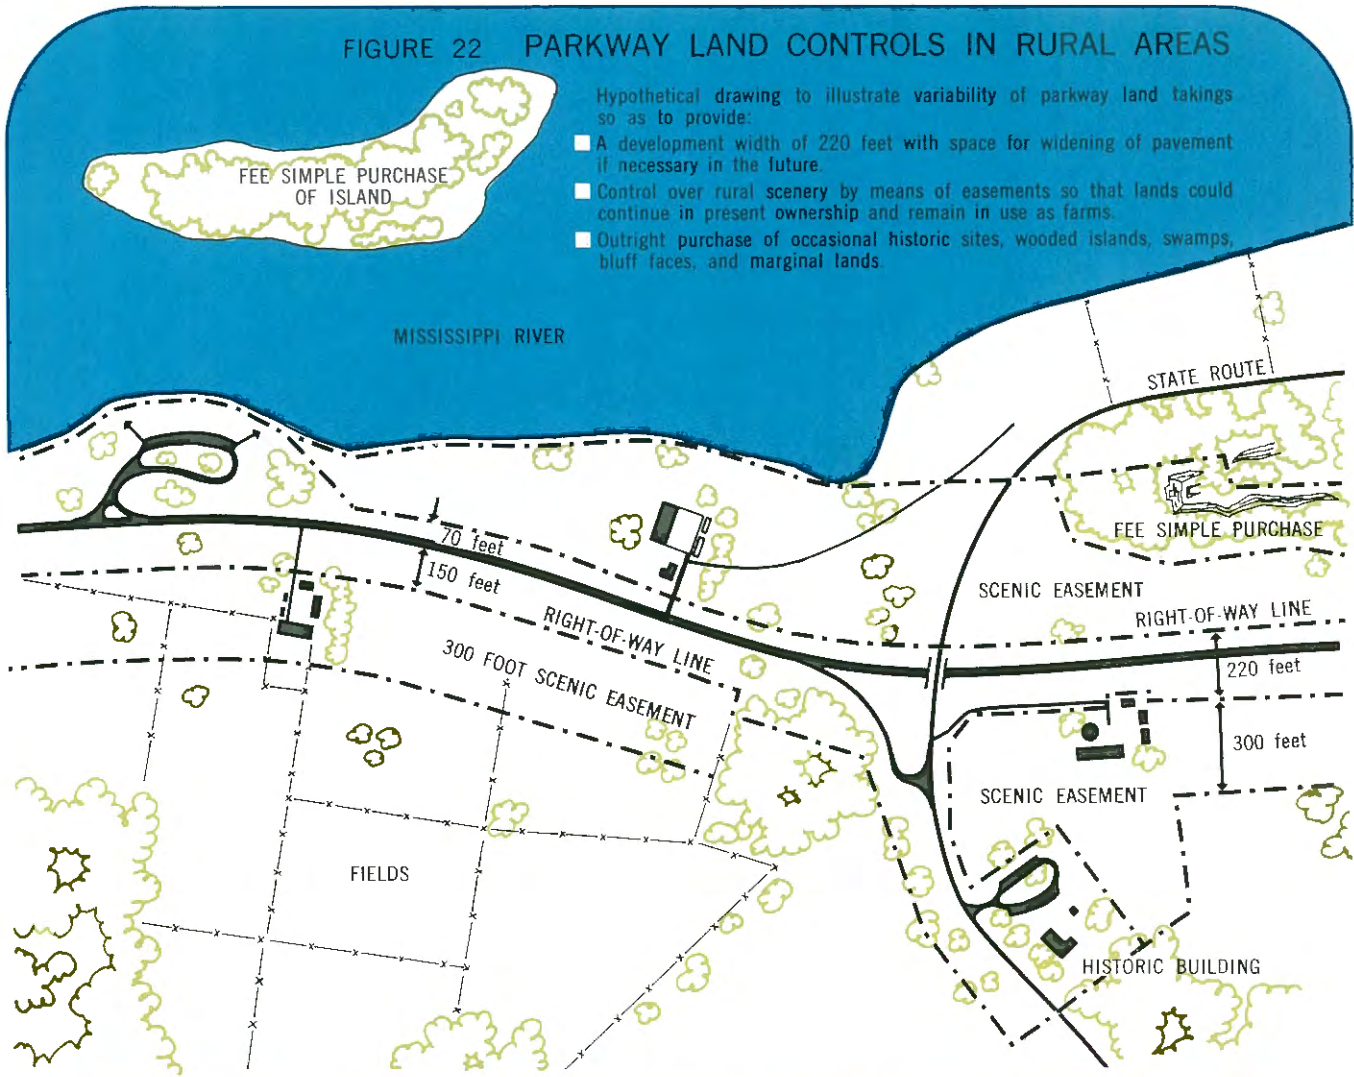 FIGURE 22 PARKWAY LAND CONTROLS IN RURAL AREAS
Hypothetical drawing to illustrate variability of parkway land takings
so as to provide:
A development width of 220 feet with space for widening of pavement
if necessary in the future.
Control over rural scenery by means of easements so that lands could
continue in present ownership and remain in use as farms.
Outright purchase of occasional historic sites, wooded islands, swamps,
bluff faces, and marginal lands.
FEE SIMPLE PURCHASE
OF ISLAND
MISSISSIPPI RIVER
STATE ROUTE
FEE SIMPLE PURCHASE
70 feet
150 feet
SCENIC EASEMENT
RIGHT-OF-WAY LINE
RIGHT-OF-WAY LINE
300 FOOT SCENIC EASEMENT
220 feet
300 feet
SCENIC EASEMENT
FIELDS
HISTORIC BUILDING